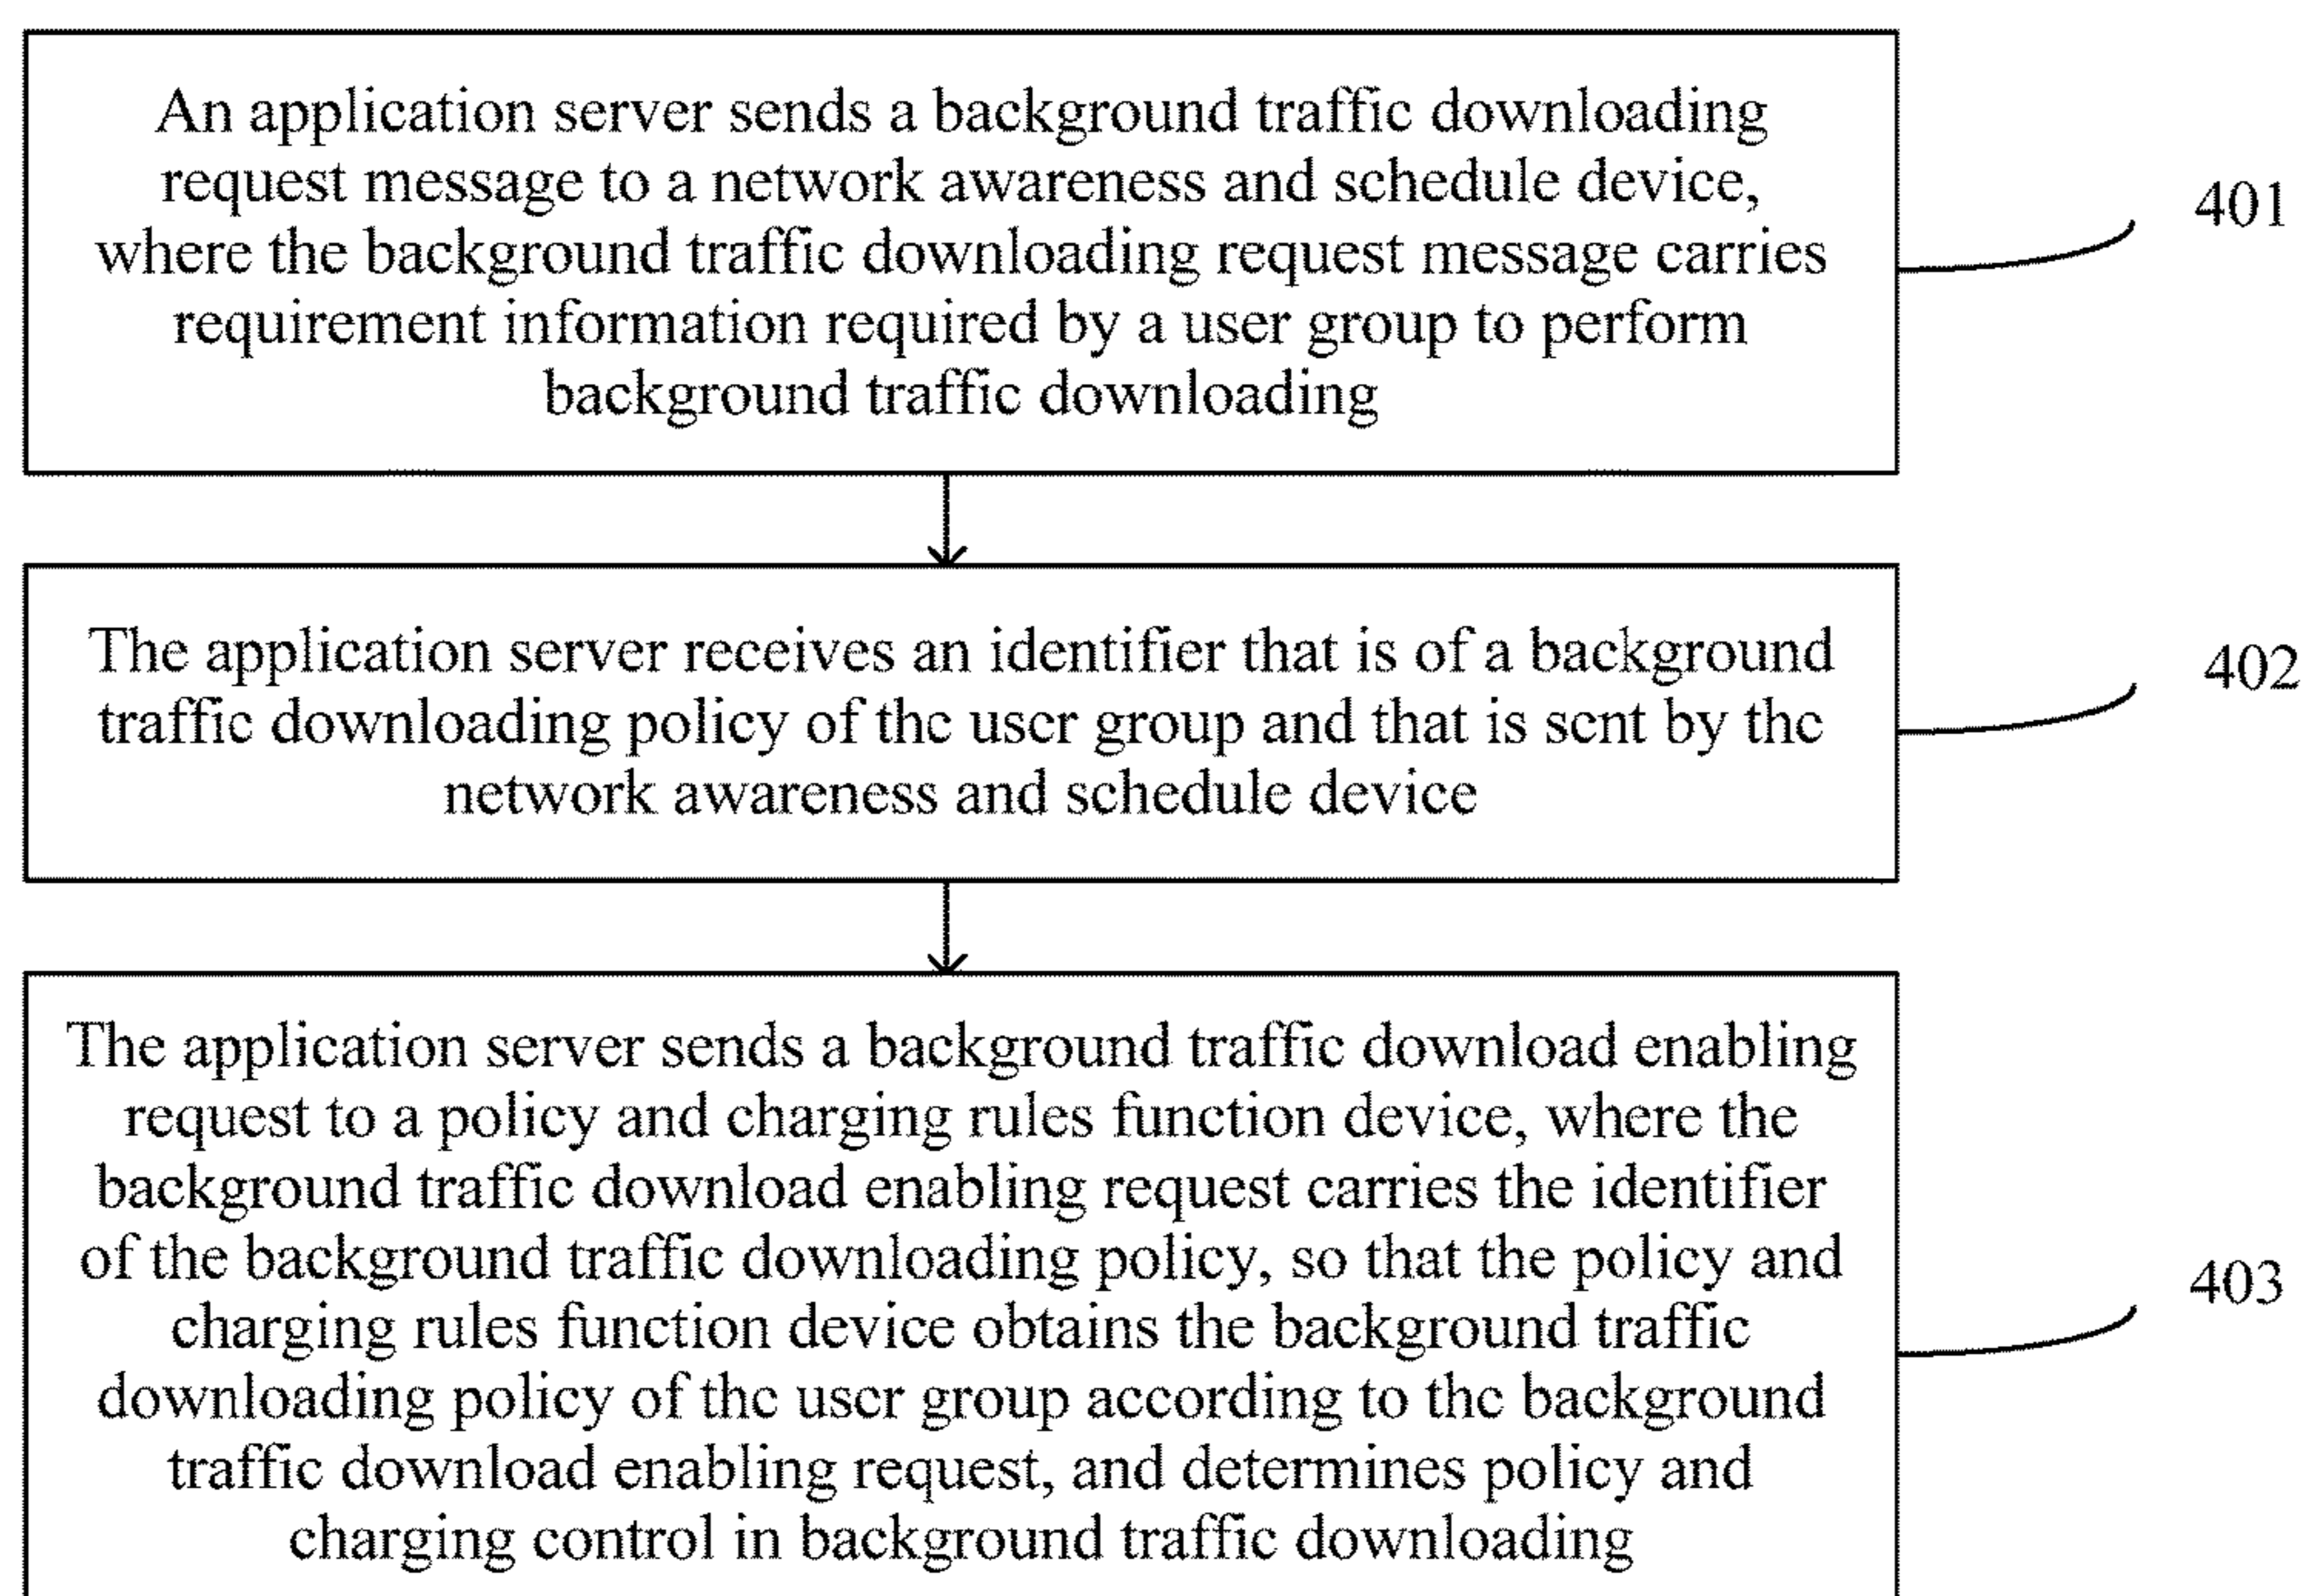 An application server sends a background traffic downloading
request message to a network awareness and schedule device,
where the background traffic downloading request message carries
requirement information required by a user group to perform
background traffic downloading
401
The application server receives an identifier that is of a background
traffic downloading policy of the user group and that is sent by the
network awareness and schedule device
402
The application server sends a background traffic download enabling
request to a policy and charging rules function device, where the
background traffic download enabling request carries the identifier
of the background traffic downloading policy, so that the policy and
charging rules function device obtains the background traffic
downloading policy of the user group according to the background
traffic download enabling request, and determines policy and
charging control in background traffic downloading
403